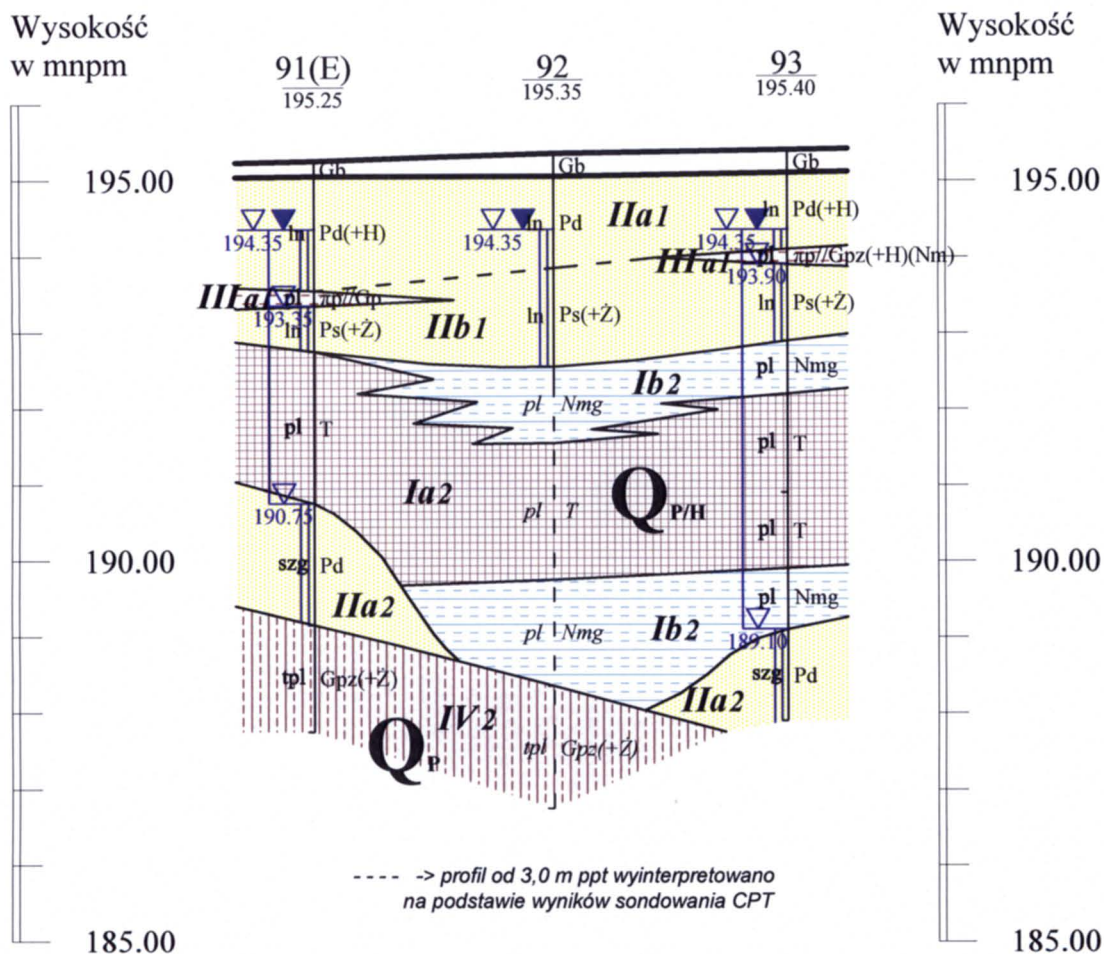 Wysokość
w mnpm
Wysokość
w mnpm
91(E)
195.25
92
195.35
93
195.40
195.00
195.00
190.00
190.00
185.00
185.00
Gb
Gb
Gb
ln Pd(+H)
194.35
ln Pd
194.35
IIa1
ln Pd(+H)
194.35
IIIa1
pl πp//Gpz(+H)(Nm)
193.90
IIIa1
pl πp//Gp
193.35
ln Ps(+Ż)
IIb1
ln Ps(+Ż)
ln Ps(+Ż)
Ib2
pl Nmg
pl Nmg
pl T
pl T
Ia2
pl T
Q P/H
pl T
190.75
szg Pd
IIa2
pl Nmg
Ib2
pl Nmg
189.10
szg Pd
IIa2
tpl Gpz(+Ż)
IV2
Q P
tpl Gpz(+Ż)
---- -> profil od 3,0 m ppt wyinterpretowano
na podstawie wyników sondowania CPT